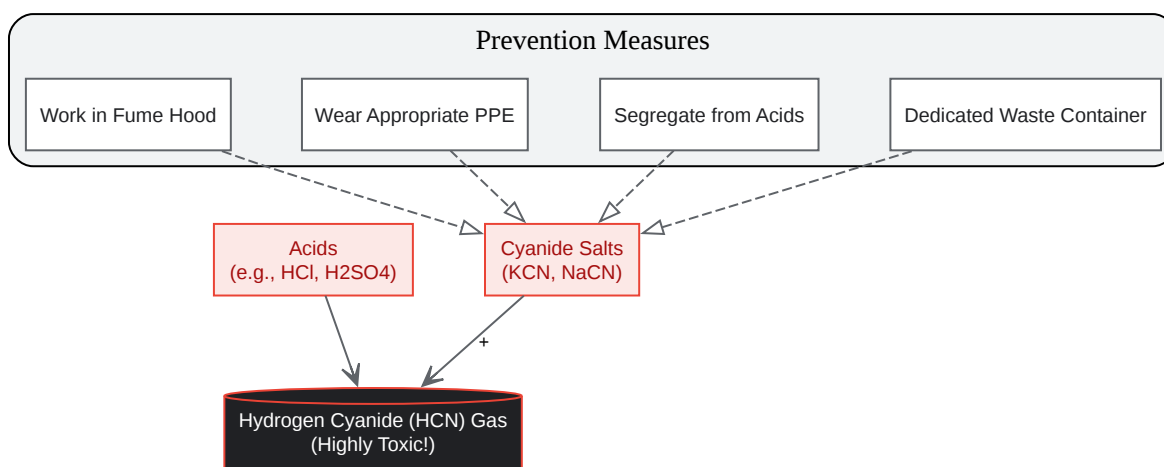 Prevention Measures
Work in Fume Hood
Wear Appropriate PPE
Segregate from Acids
Dedicated Waste Container
Acids
(e.g., HCl, H2SO4)
Cyanide Salts
(KCN, NaCN)
+
Hydrogen Cyanide (HCN) Gas
(Highly Toxic!)